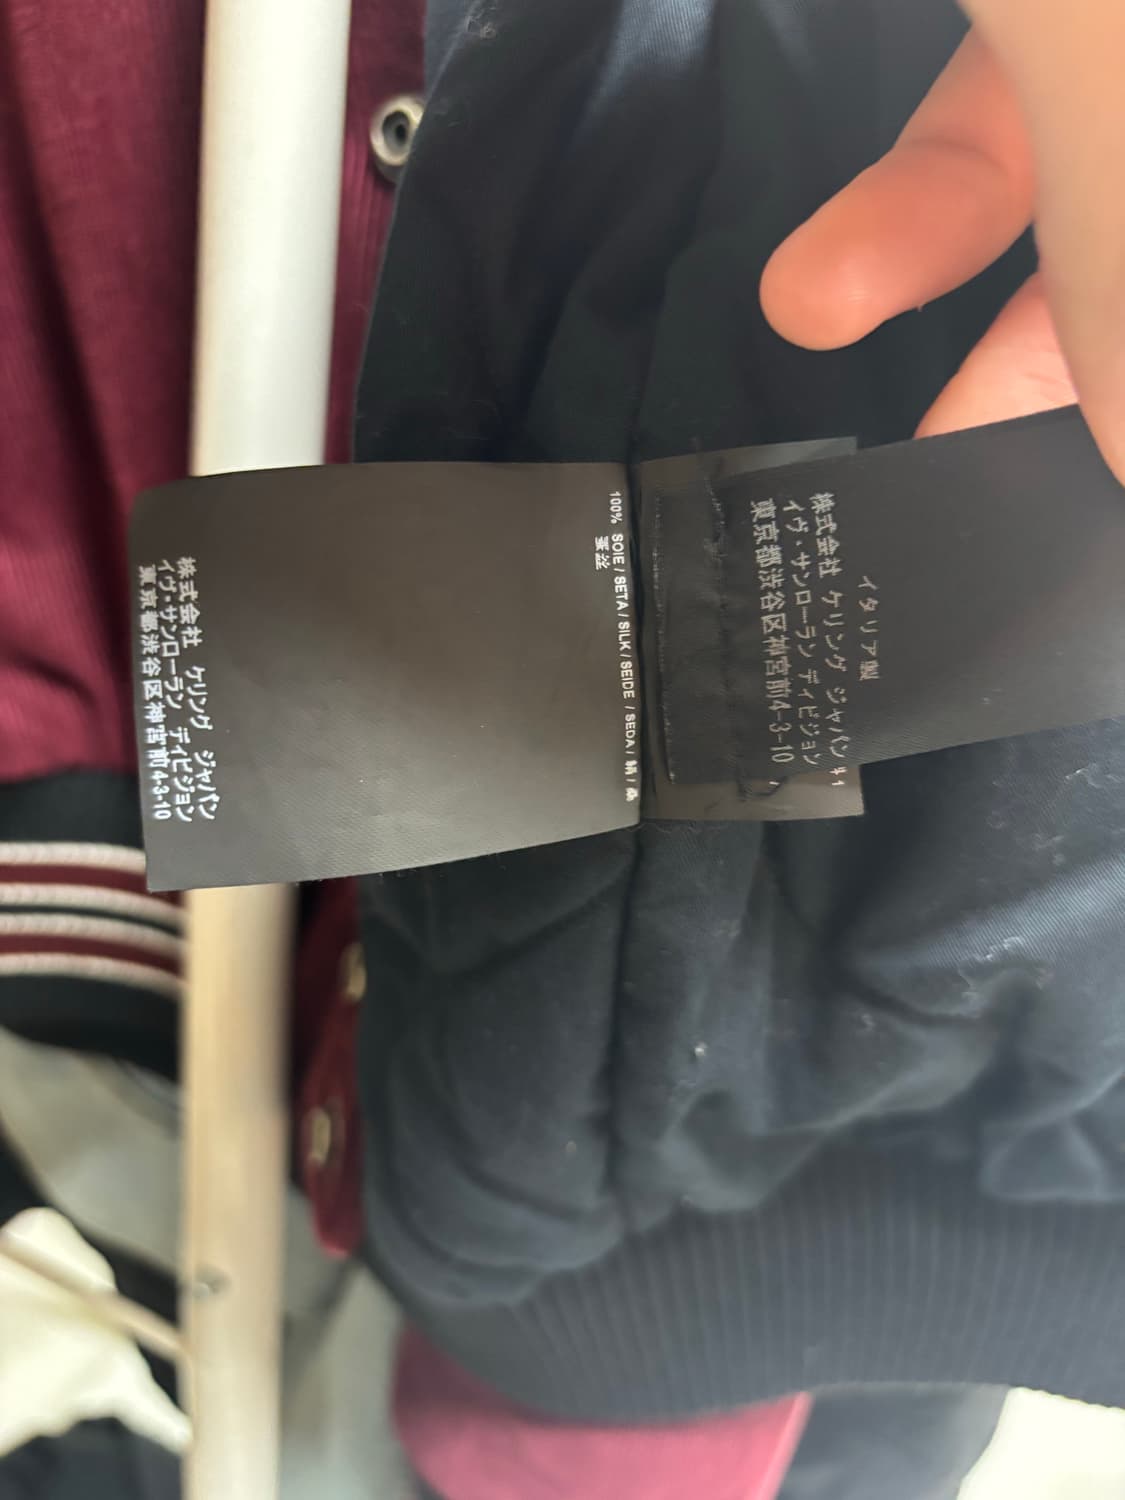 100% SOIE / SETA / SILK / SEIDE / SEDA / 絹 /
蚕丝
株式会社 ケリング ジャパン
イヴ・サンローラン ディビジョン
東京都渋谷区神宮前4-3-10
イタリア製
株式会社 ケリング ジャパン #1
イヴ・サンローラン ディビジョン
東京都渋谷区神宮前4-3-10